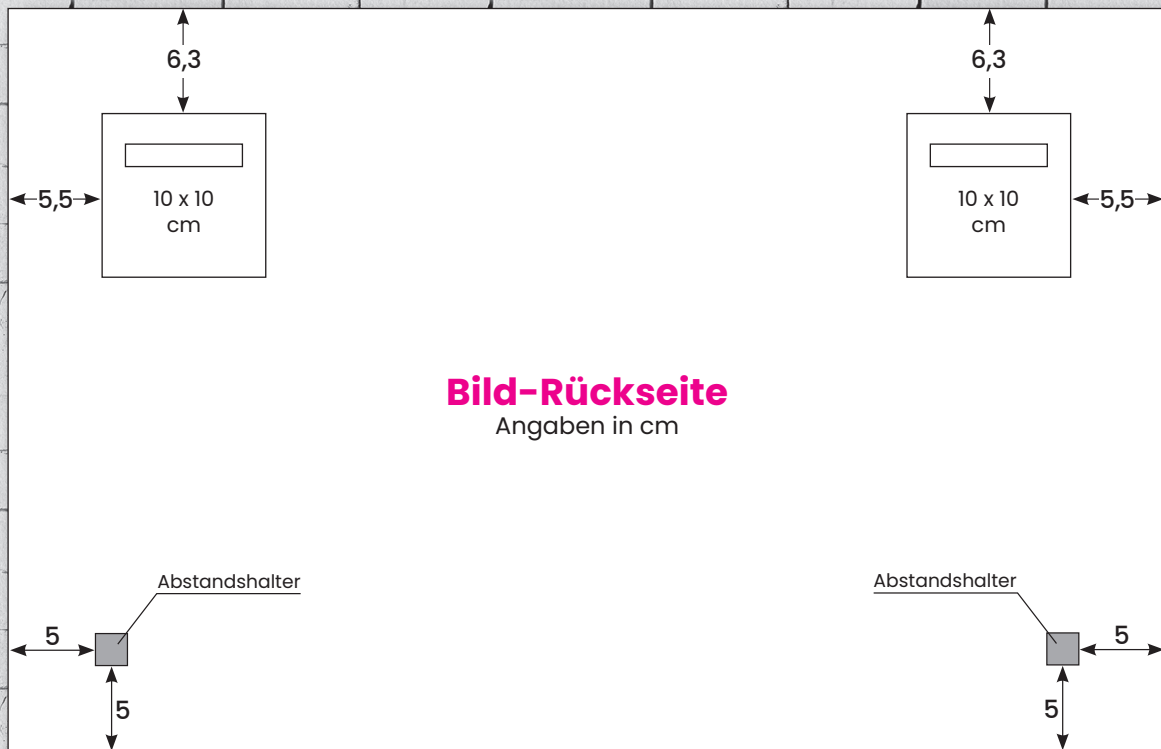 6,3
6,3
5,5
10 x 10
cm
10 x 10
cm
5,5
Bild-Rückseite
Angaben in cm
Abstandshalter
Abstandshalter
5
5
5
5